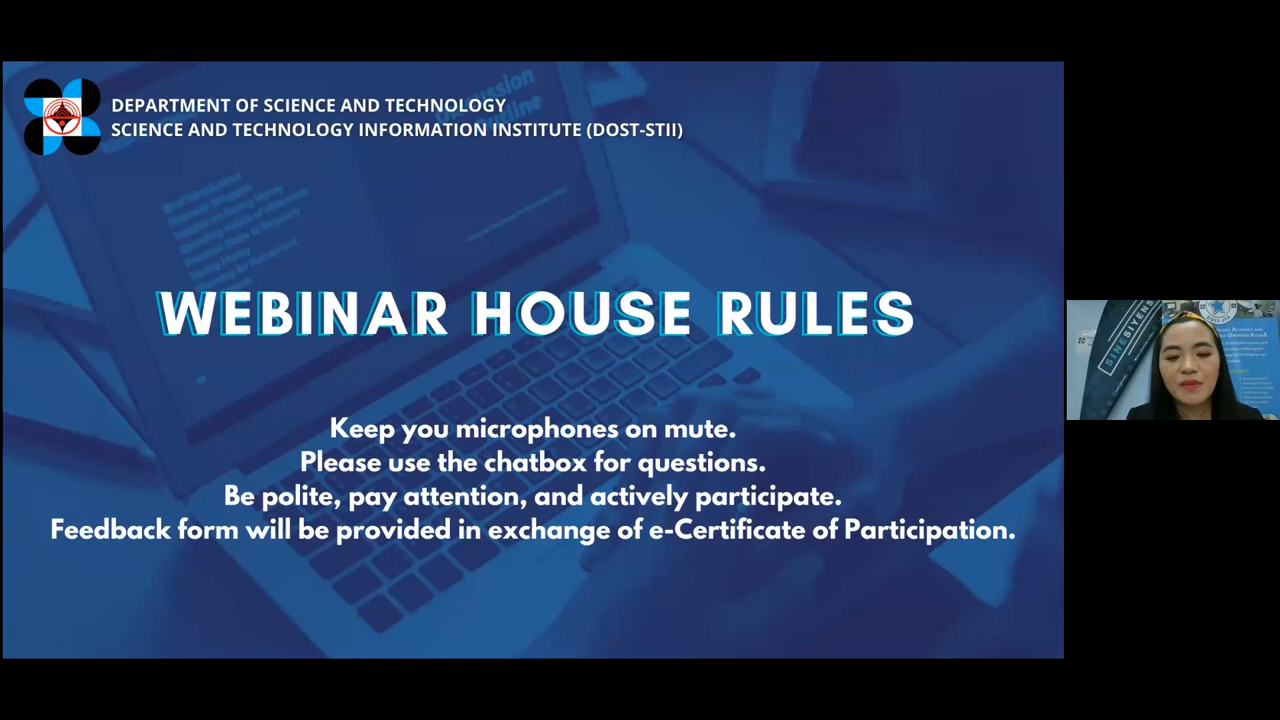 DEPARTMENT OF SCIENCE AND TECHNOLOGY
SCIENCE AND TECHNOLOGY INFORMATION INSTITUTE (DOST-STII)
WEBINAR HOUSE RULES
Keep you microphones on mute.
Please use the chatbox for questions.
Be polite, pay attention, and actively participate.
Feedback form will be provided in exchange of e-Certificate of Participation.
SINESIYENS